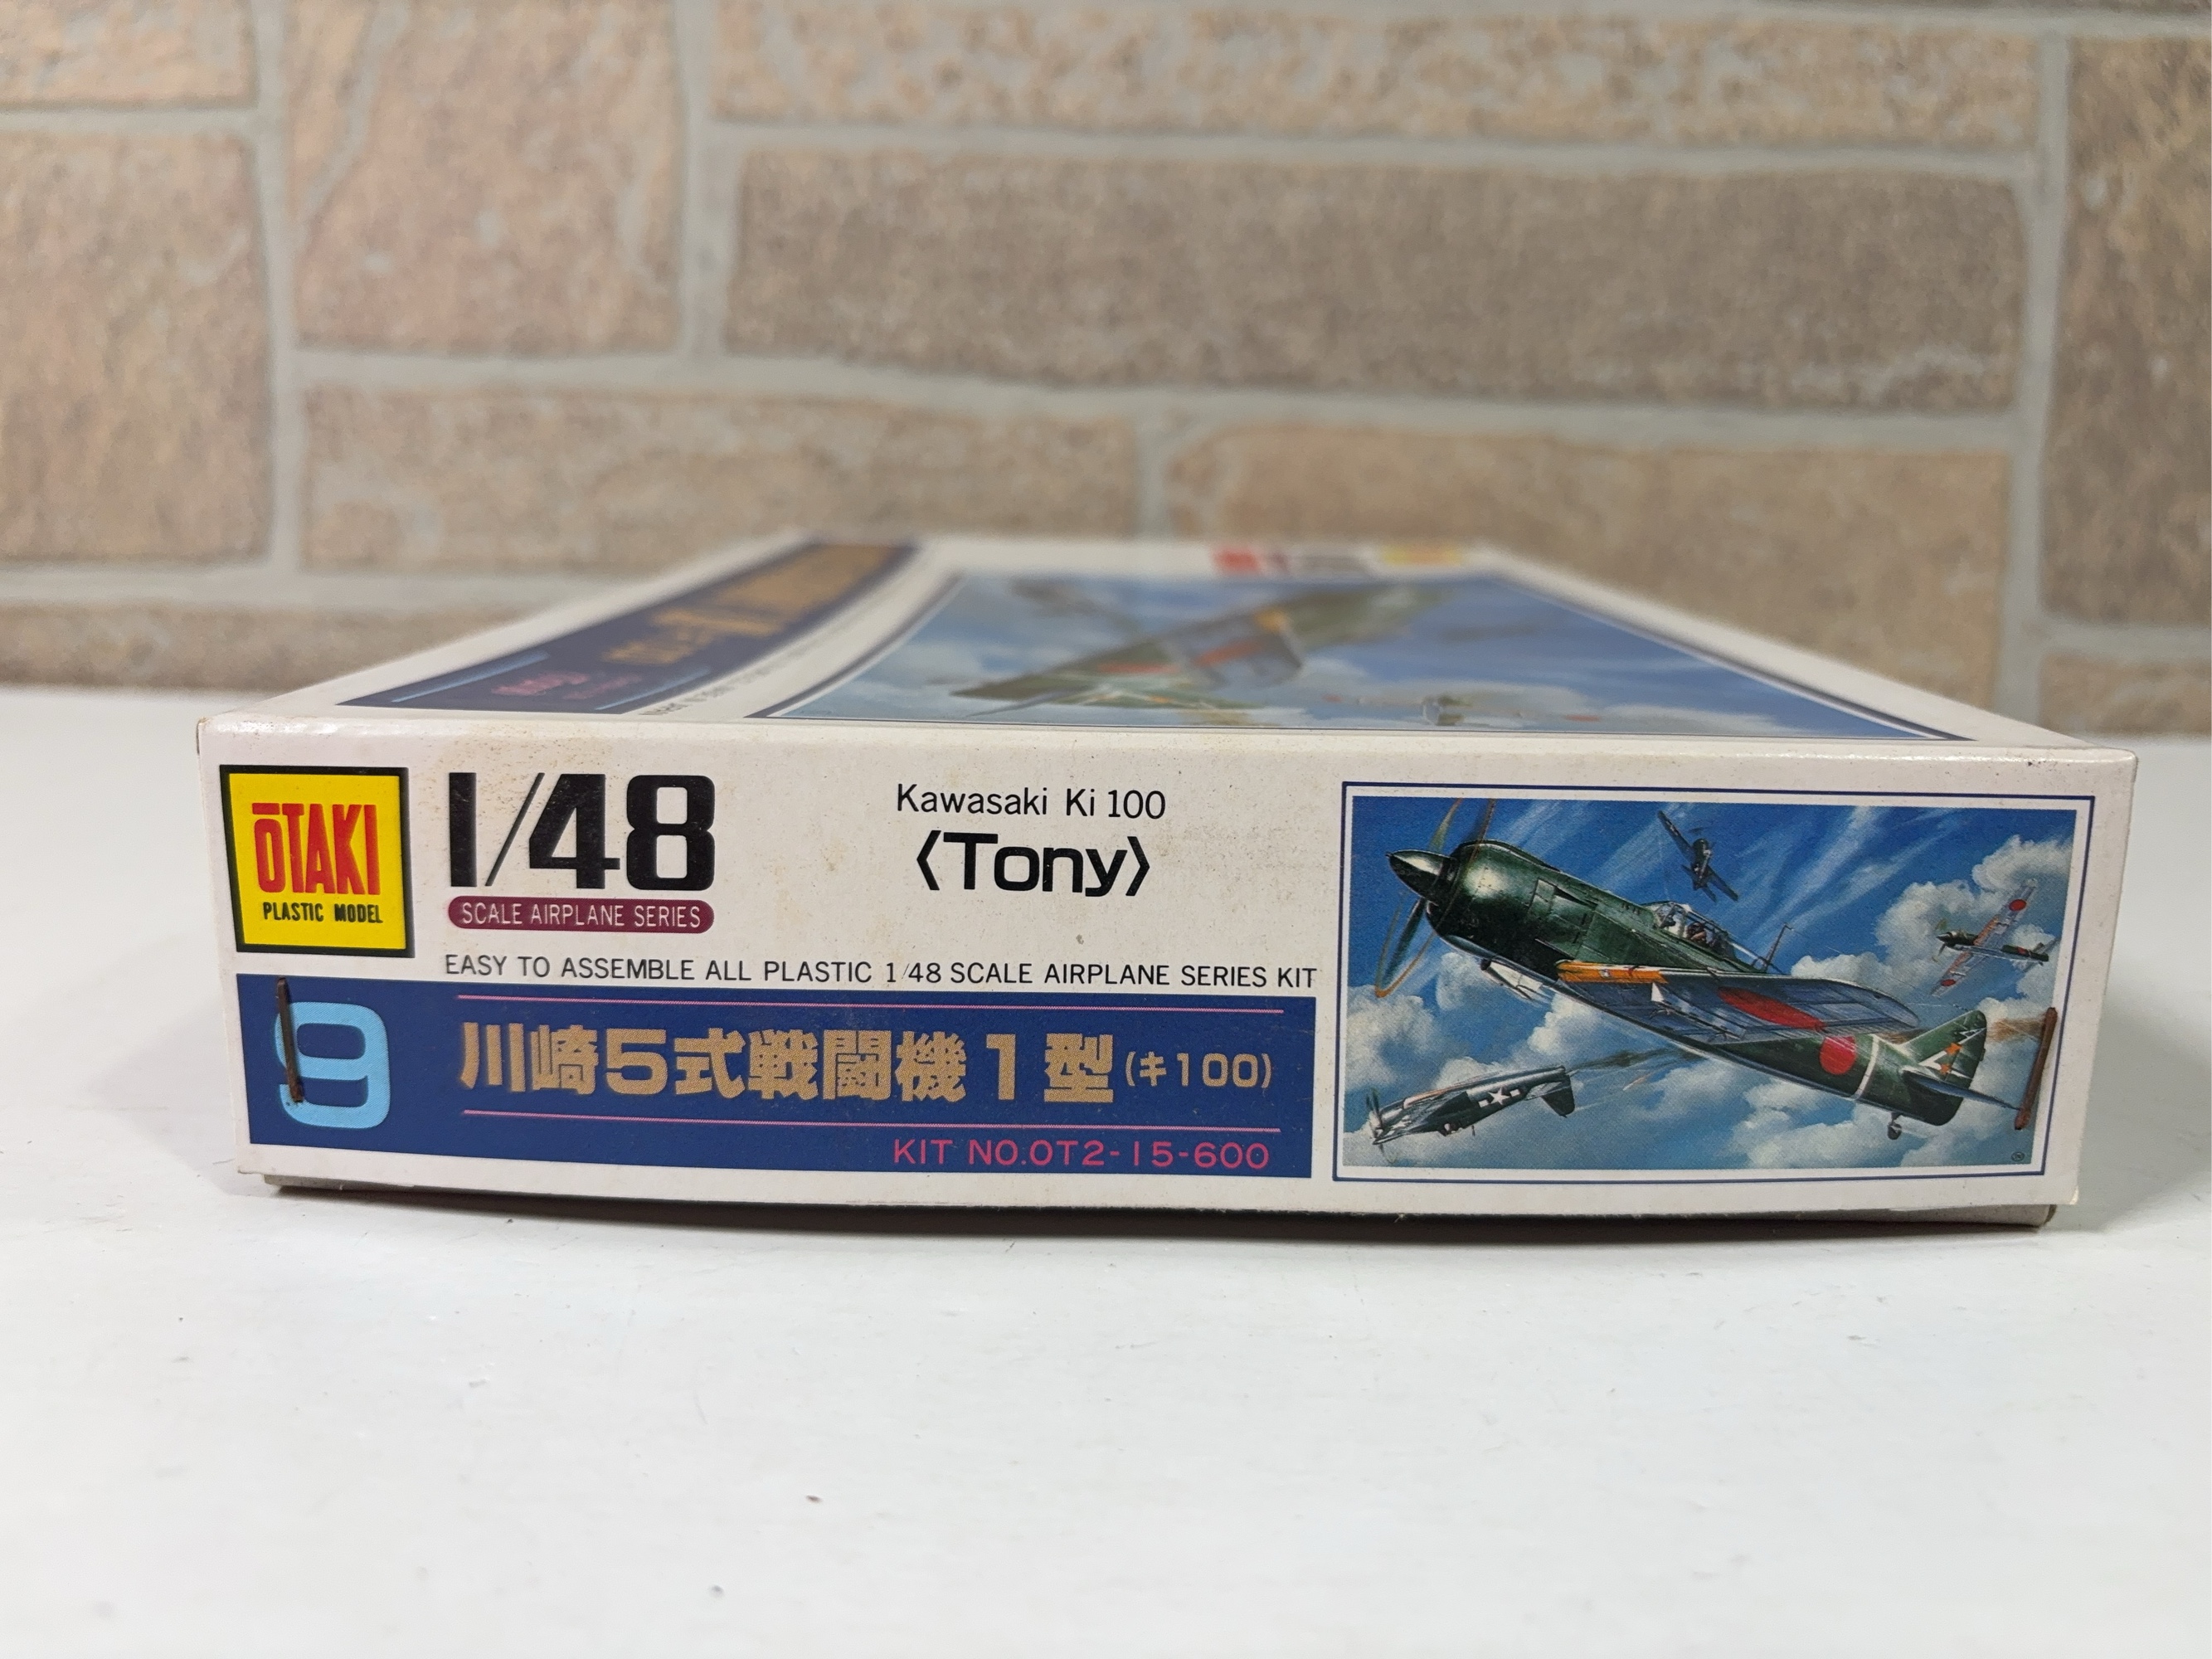 ŌTAKI
PLASTIC MODEL
1/48
SCALE AIRPLANE SERIES
Kawasaki Ki 100
〈Tony〉
EASY TO ASSEMBLE ALL PLASTIC 1/48 SCALE AIRPLANE SERIES KIT
9
川崎5式戦闘機1型(キ100)
KIT NO.OT2-15-600